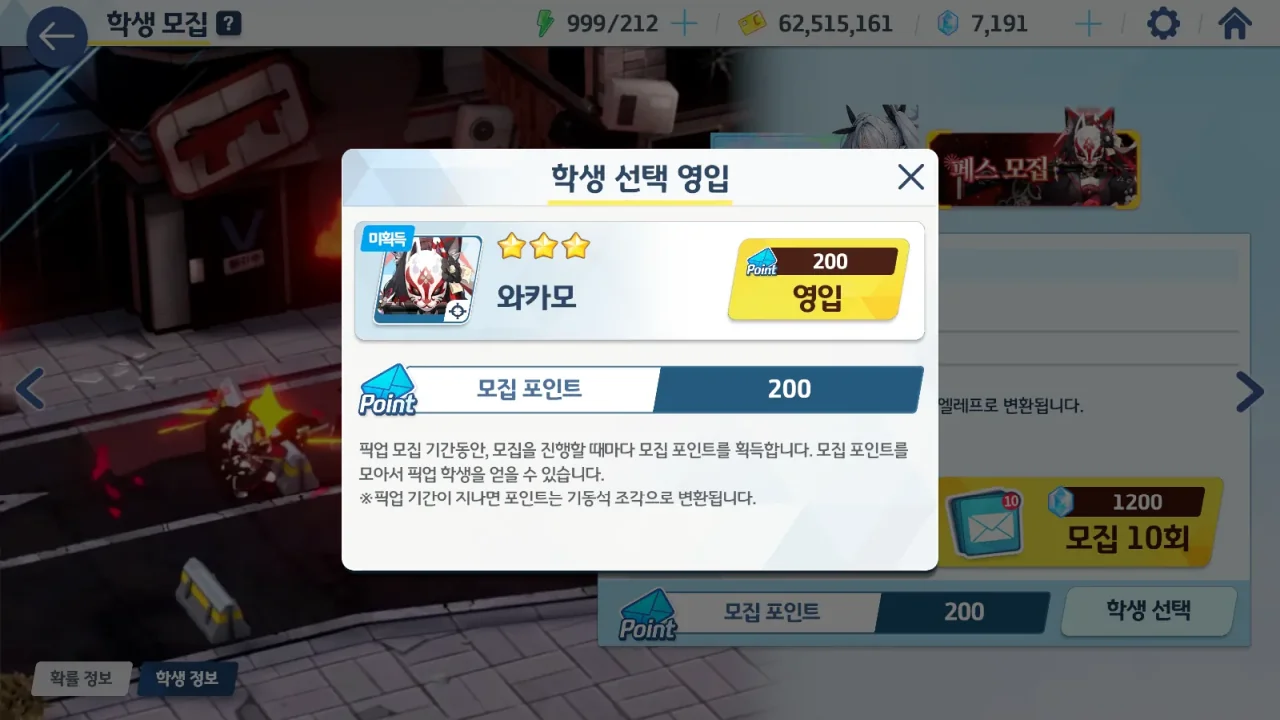 학생 모집 ?
999/212
62,515,161
7,191
페스 모집
학생 선택 영입
미획득
와카모
Point 200
영입
Point 모집 포인트 200
픽업 모집 기간동안, 모집을 진행할 때마다 모집 포인트를 획득합니다. 모집 포인트를
모아서 픽업 학생을 얻을 수 있습니다.
※픽업 기간이 지나면 포인트는 기동석 조각으로 변환됩니다.
엘레프로 변환됩니다.
10
1200
모집 10회
Point 모집 포인트 200
학생 선택
확률 정보
학생 정보